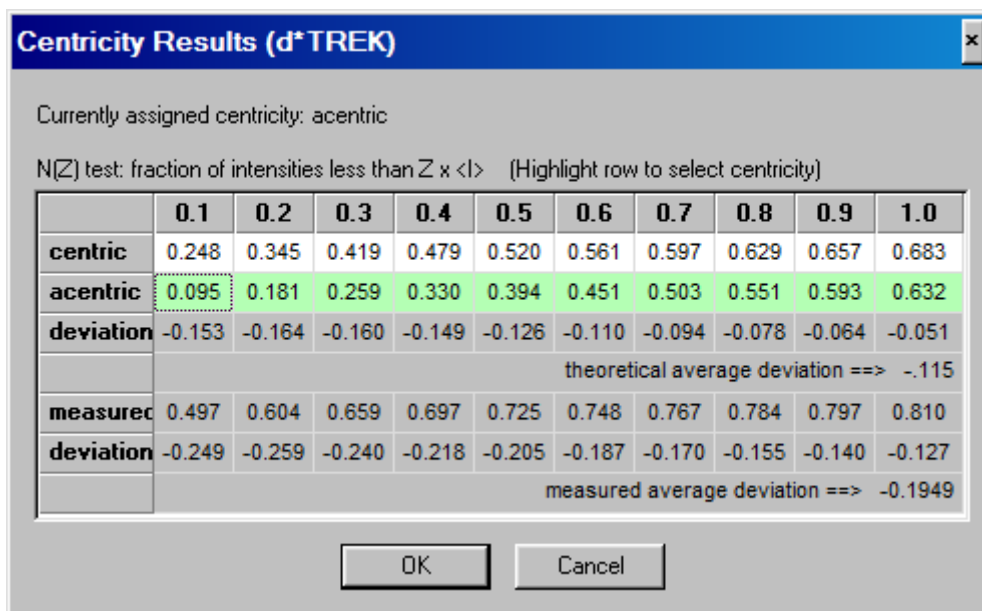 Centricity Results (d*TREK)
×
Currently assigned centricity: acentric
N(Z) test: fraction of intensities less than Z x <I> (Highlight row to select centricity)
0.1 0.2 0.3 0.4 0.5 0.6 0.7 0.8 0.9 1.0
centric 0.248 0.345 0.419 0.479 0.520 0.561 0.597 0.629 0.657 0.683
acentric 0.095 0.181 0.259 0.330 0.394 0.451 0.503 0.551 0.593 0.632
deviation -0.153 -0.164 -0.160 -0.149 -0.126 -0.110 -0.094 -0.078 -0.064 -0.051
theoretical average deviation ==> -.115
measured 0.497 0.604 0.659 0.697 0.725 0.748 0.767 0.784 0.797 0.810
deviation -0.249 -0.259 -0.240 -0.218 -0.205 -0.187 -0.170 -0.155 -0.140 -0.127
measured average deviation ==> -0.1949
OK Cancel